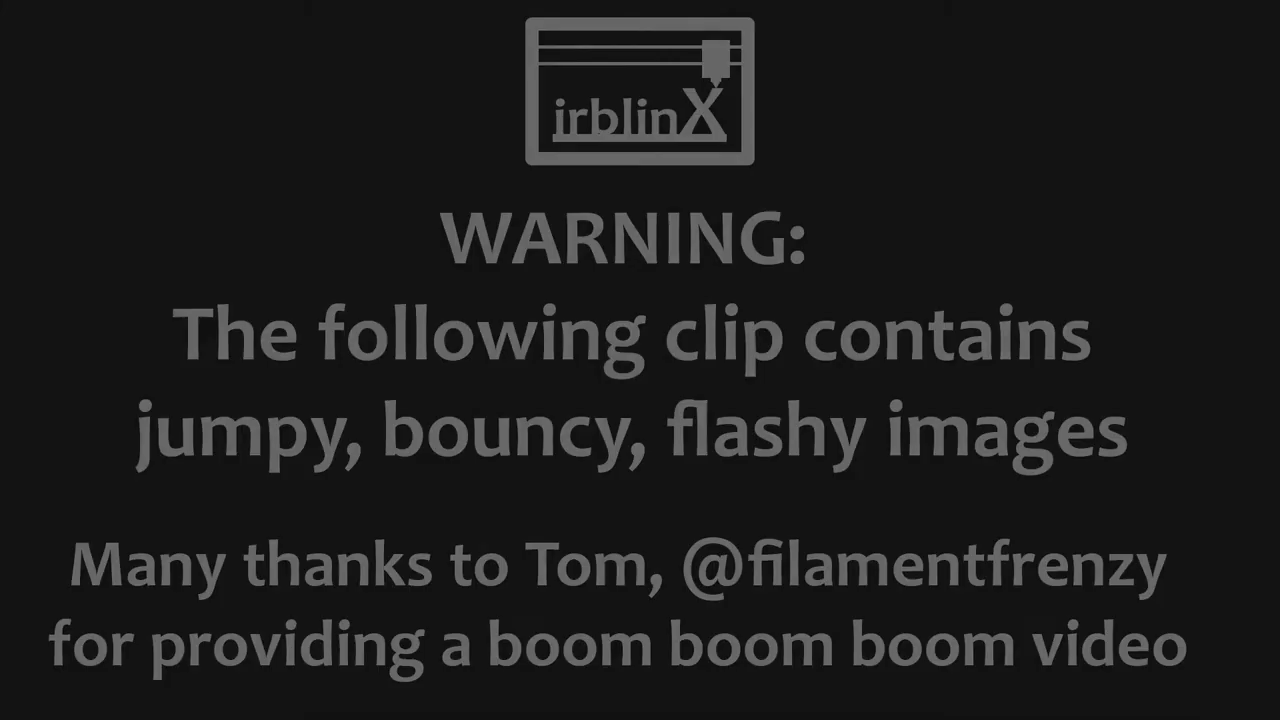 irblinX
WARNING:
The following clip contains
jumpy, bouncy, flashy images
Many thanks to Tom, @filamentfrenzy
for providing a boom boom boom video